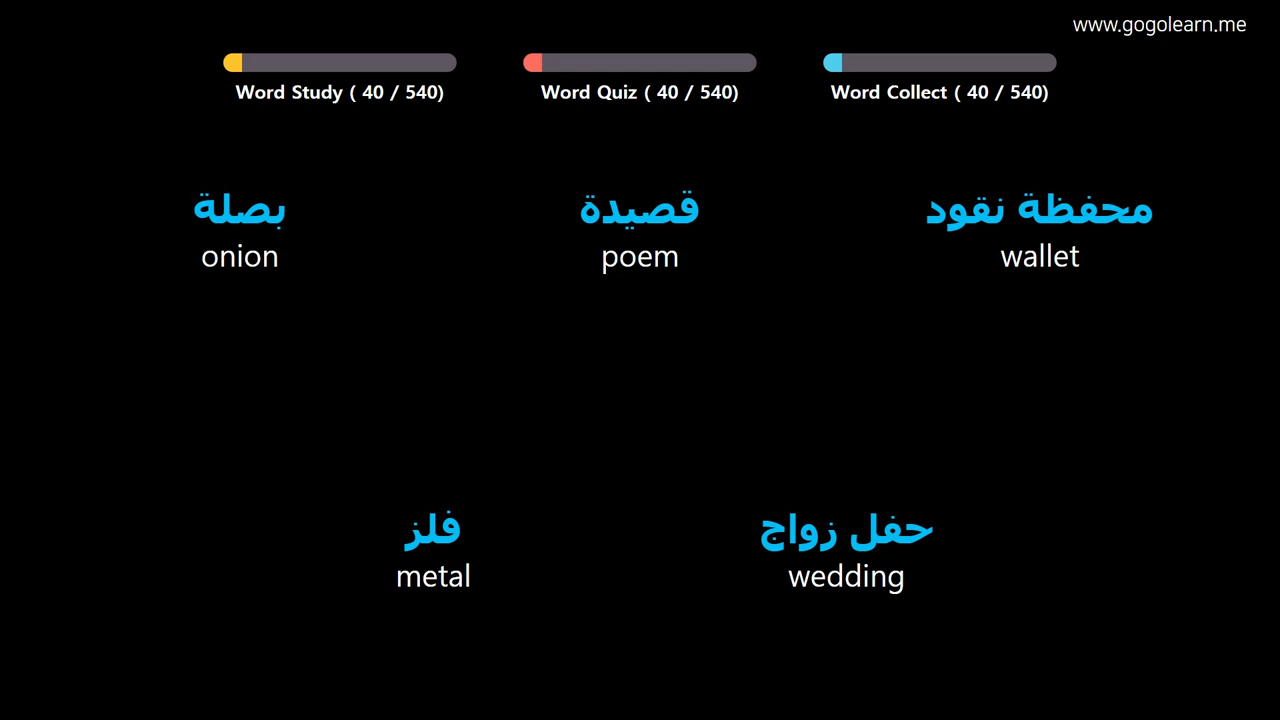 www.gogolearn.me
Word Study ( 40 / 540)
Word Quiz ( 40 / 540)
Word Collect ( 40 / 540)
بصلة
onion
قصيدة
poem
محفظة نقود
wallet
فلز
metal
حفل زواج
wedding